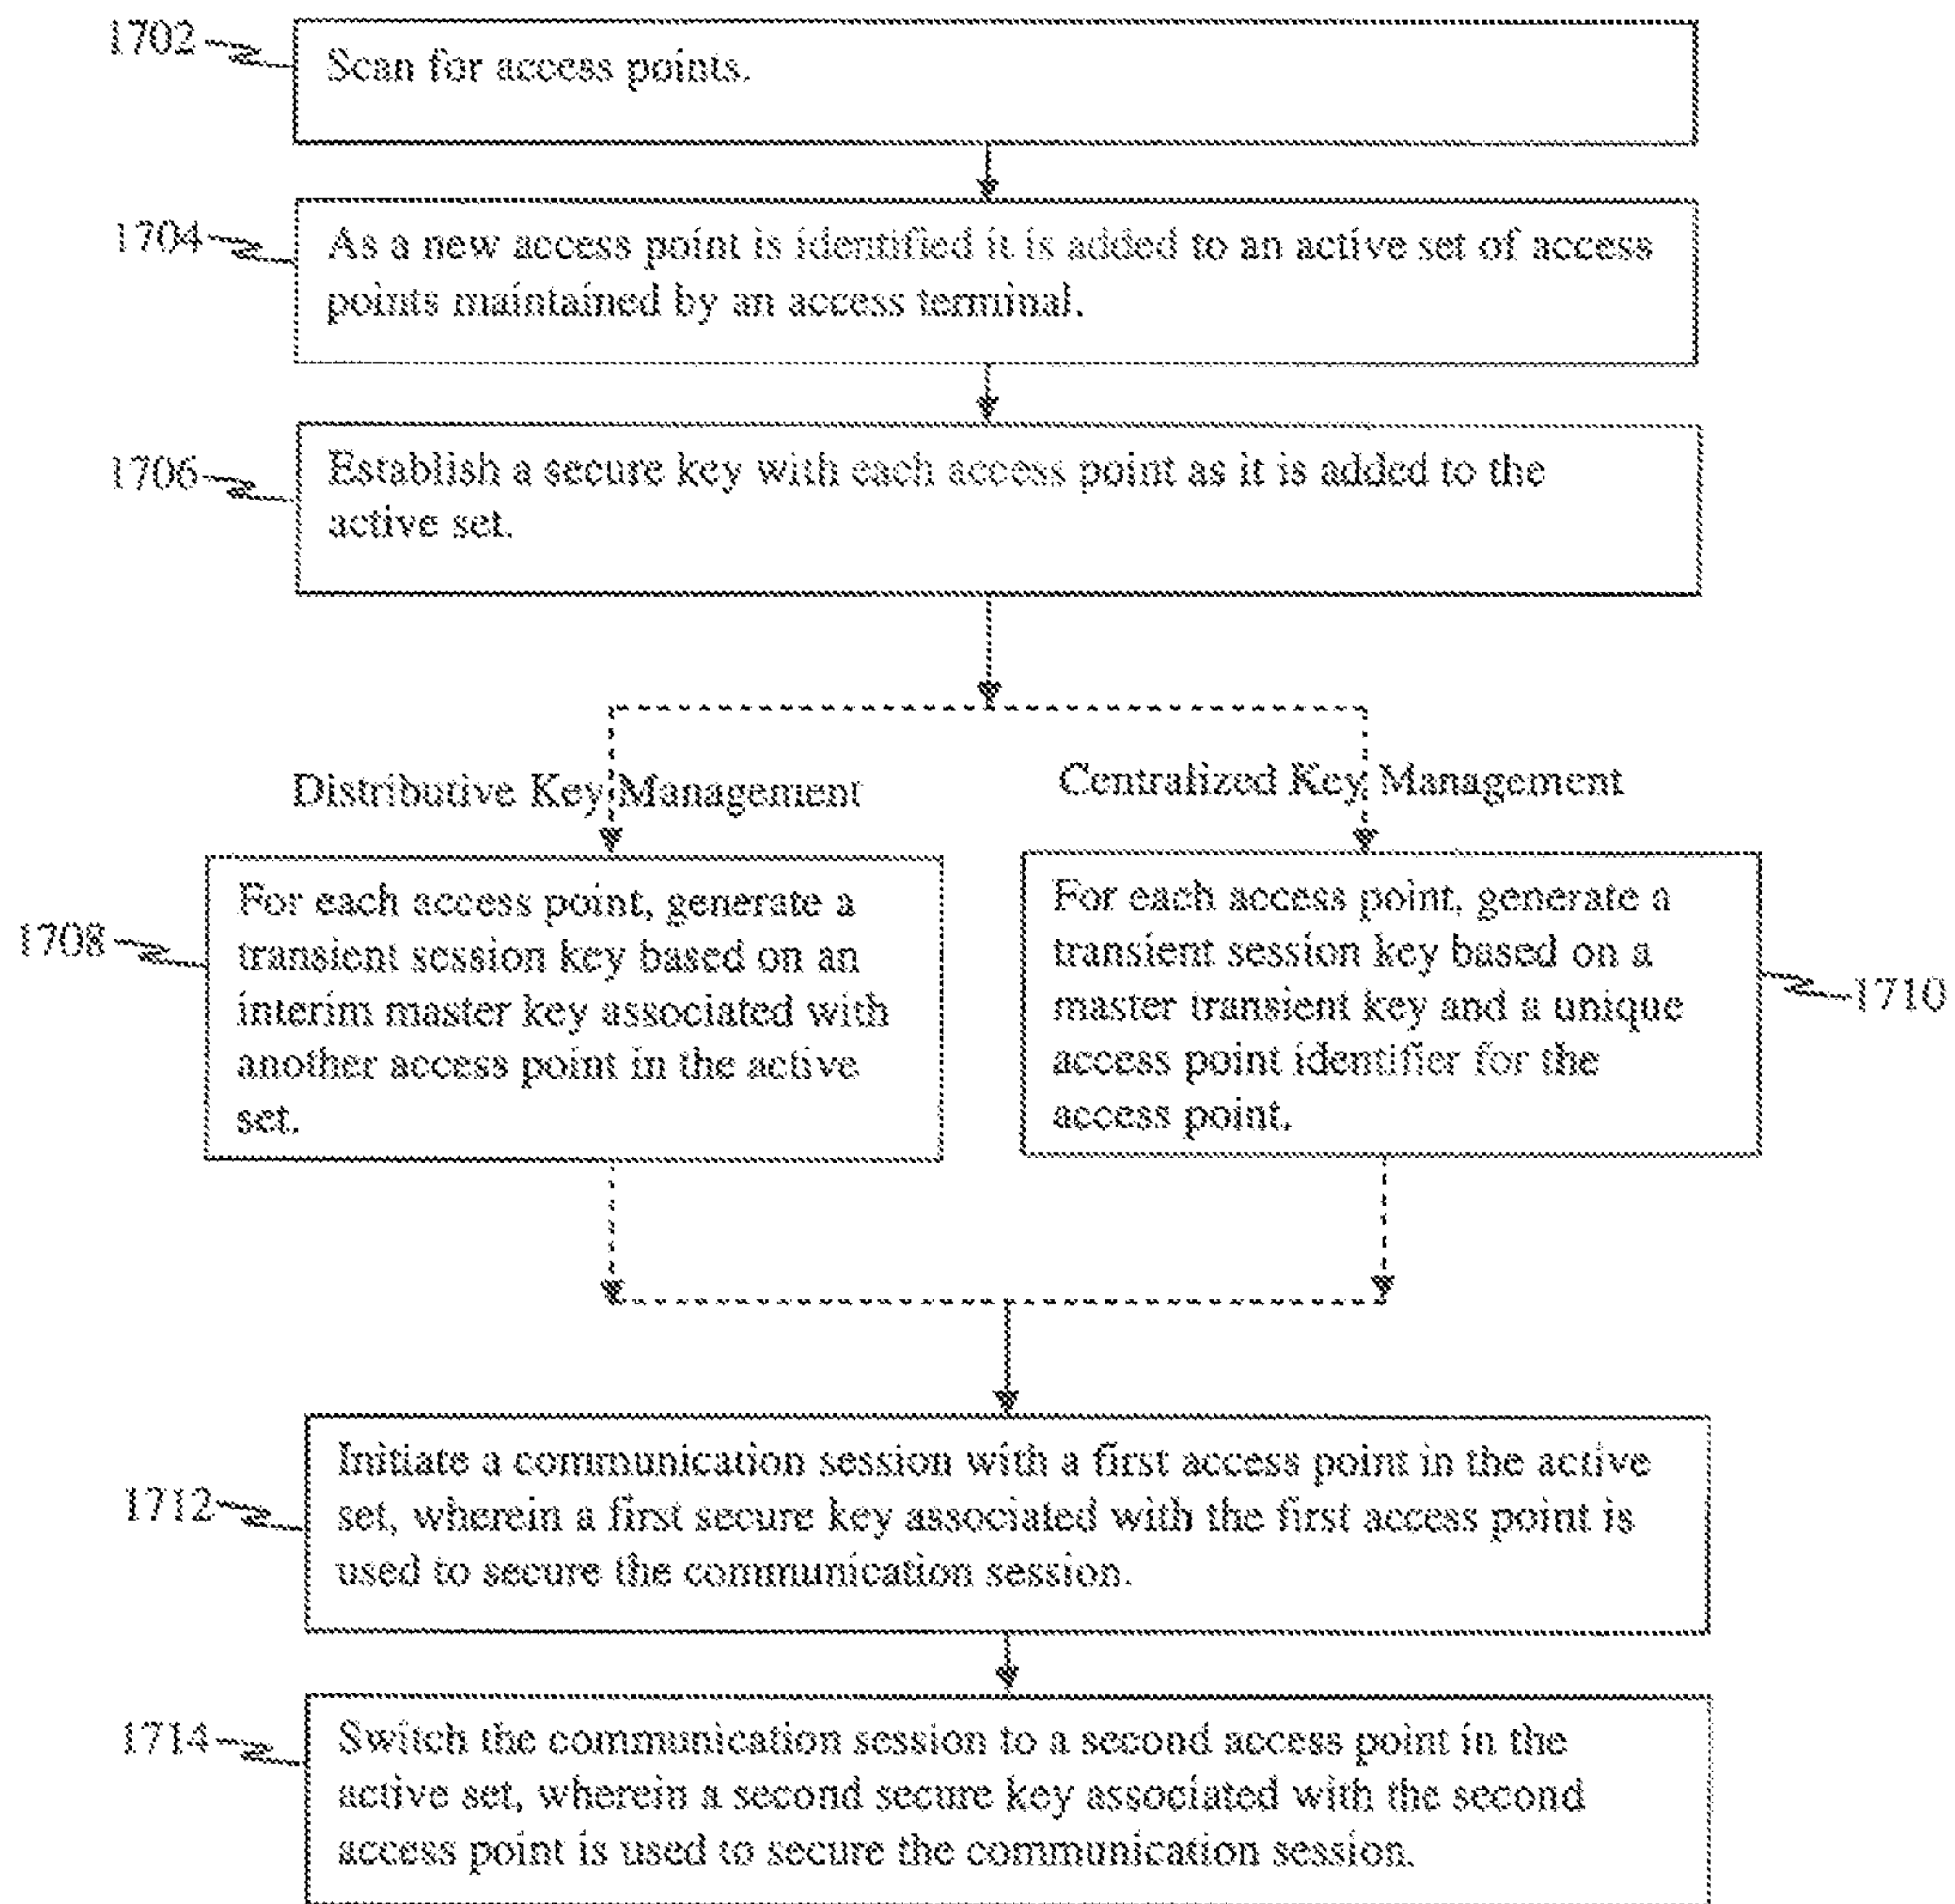 1702
Scan for access points.
1704
As a new access point is identified it is added to an active set of access
points maintained by an access terminal.
1706
Establish a secure key with each access point as it is added to the
active set.
Distributive Key Management
Centralized Key Management
1708
For each access point, generate a
transient session key based on an
interim master key associated with
another access point in the active
set.
For each access point, generate a
transient session key based on a
master transient key and a unique
access point identifier for the
access point.
1710
1712
Initiate a communication session with a first access point in the active
set, wherein a first secure key associated with the first access point is
used to secure the communication session.
1714
Switch the communication session to a second access point in the
active set, wherein a second secure key associated with the second
access point is used to secure the communication session.